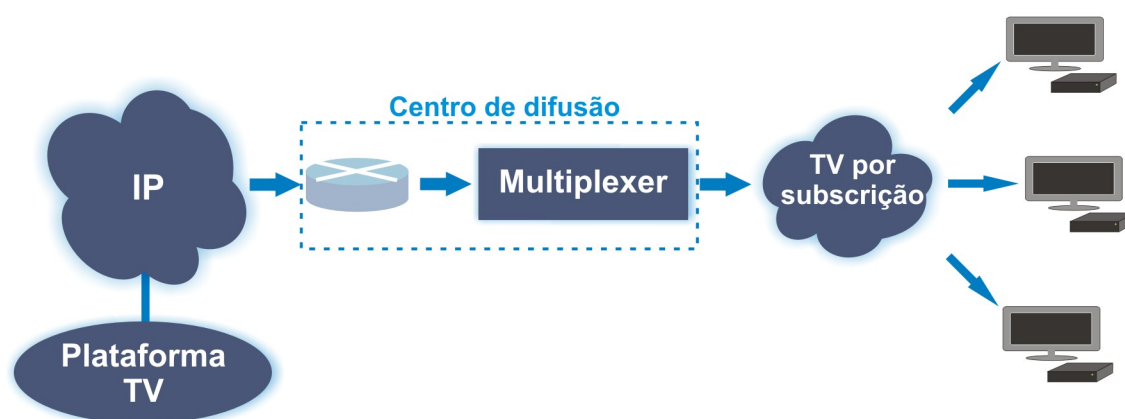 Centro de difusão
IP
Multiplexer
TV por
subscrição
Plataforma
TV